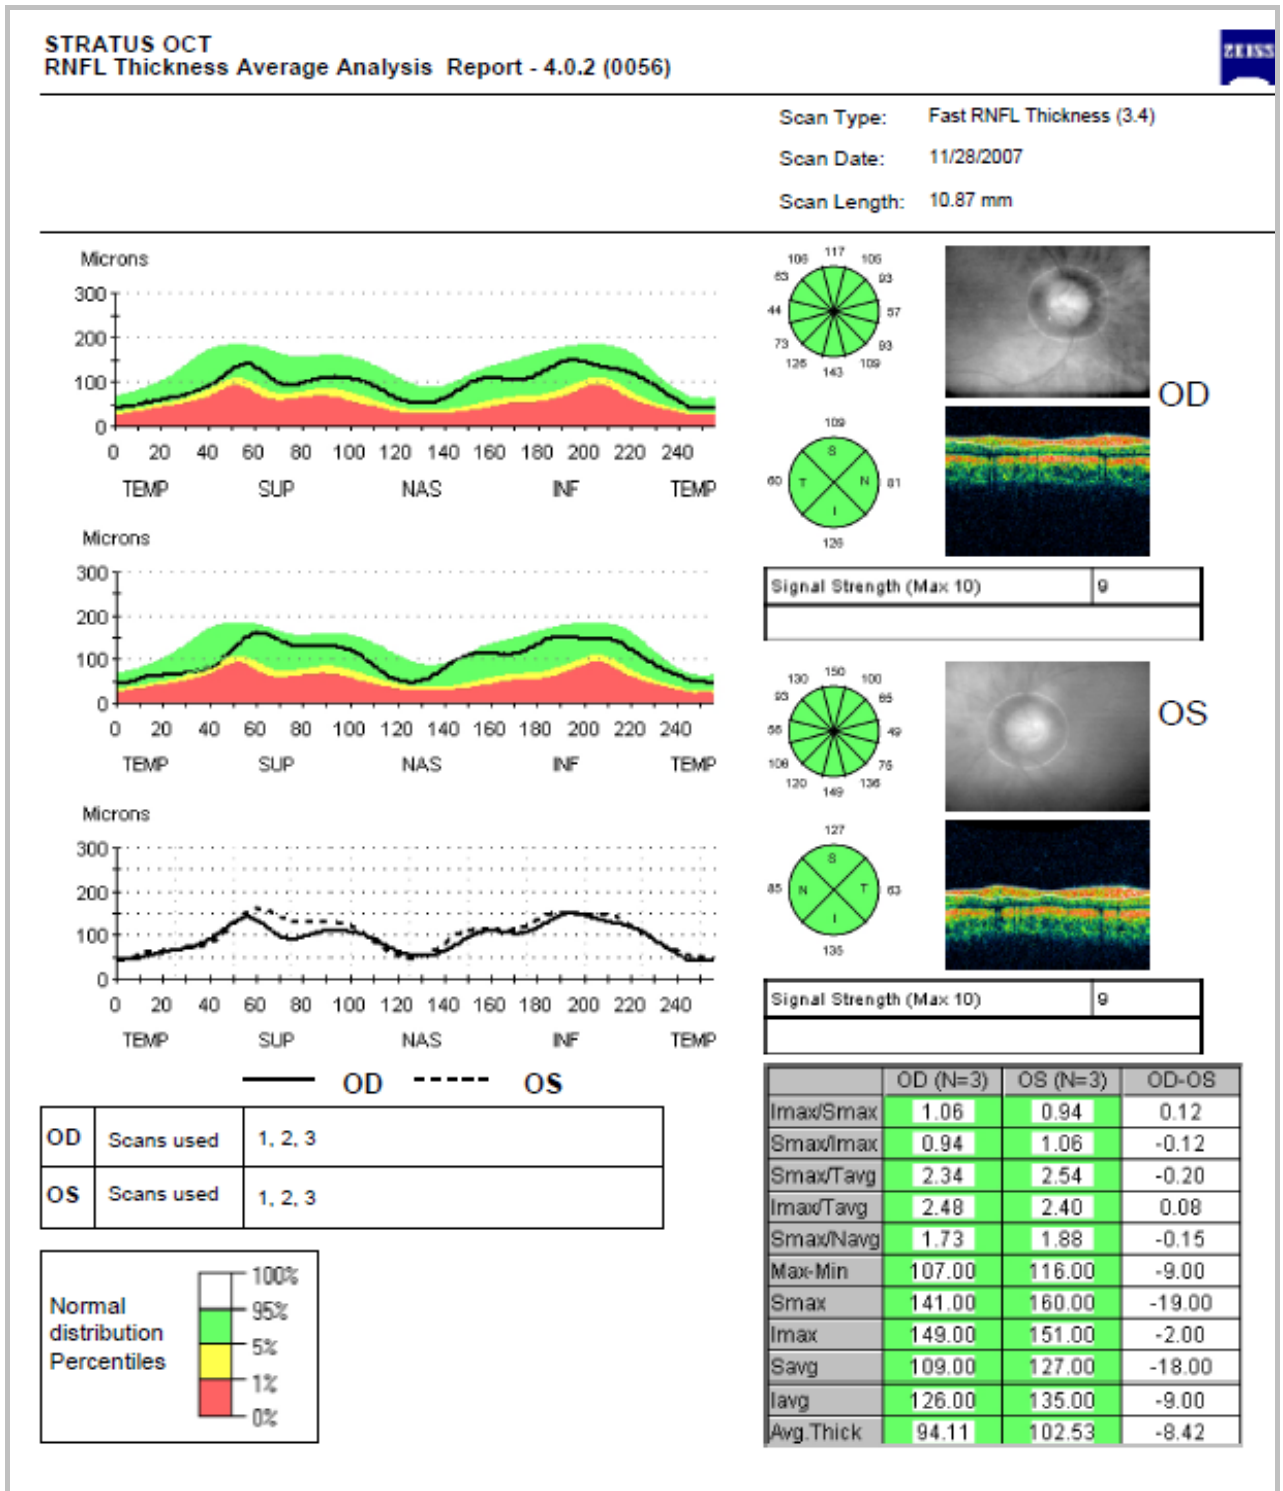 STRATUS OCT
RNFL Thickness Average Analysis Report - 4.0.2 (0056)
ZEISS
Scan Type: Fast RNFL Thickness (3.4)
Scan Date: 11/28/2007
Scan Length: 10.87 mm
Microns
300
200
100
0
0 20 40 60 80 100 120 140 160 180 200 220 240
TEMP SUP NAS INF TEMP
117
106 106
63 93
44 57
73 93
126 109
143
OD
109
S
60 T N 81
I
126
Signal Strength (Max 10) 9
Microns
300
200
100
0
0 20 40 60 80 100 120 140 160 180 200 220 240
TEMP SUP NAS INF TEMP
150
130 100
93 65
56 49
106 75
120 136
149
OS
127
S
85 N T 63
I
135
Signal Strength (Max 10) 9
Microns
300
200
100
0
0 20 40 60 80 100 120 140 160 180 200 220 240
TEMP SUP NAS INF TEMP
OD OS
OD Scans used 1, 2, 3
OS Scans used 1, 2, 3
Normal
distribution
Percentiles
100%
95%
5%
1%
0%
OD (N=3) OS (N=3) OD-OS
Imax/Smax 1.06 0.94 0.12
Smax/Imax 0.94 1.06 -0.12
Smax/Tavg 2.34 2.54 -0.20
Imax/Tavg 2.48 2.40 0.08
Smax/Navg 1.73 1.88 -0.15
Max-Min 107.00 116.00 -9.00
Smax 141.00 160.00 -19.00
Imax 149.00 151.00 -2.00
Savg 109.00 127.00 -18.00
Iavg 126.00 135.00 -9.00
Avg.Thick 94.11 102.53 -8.42